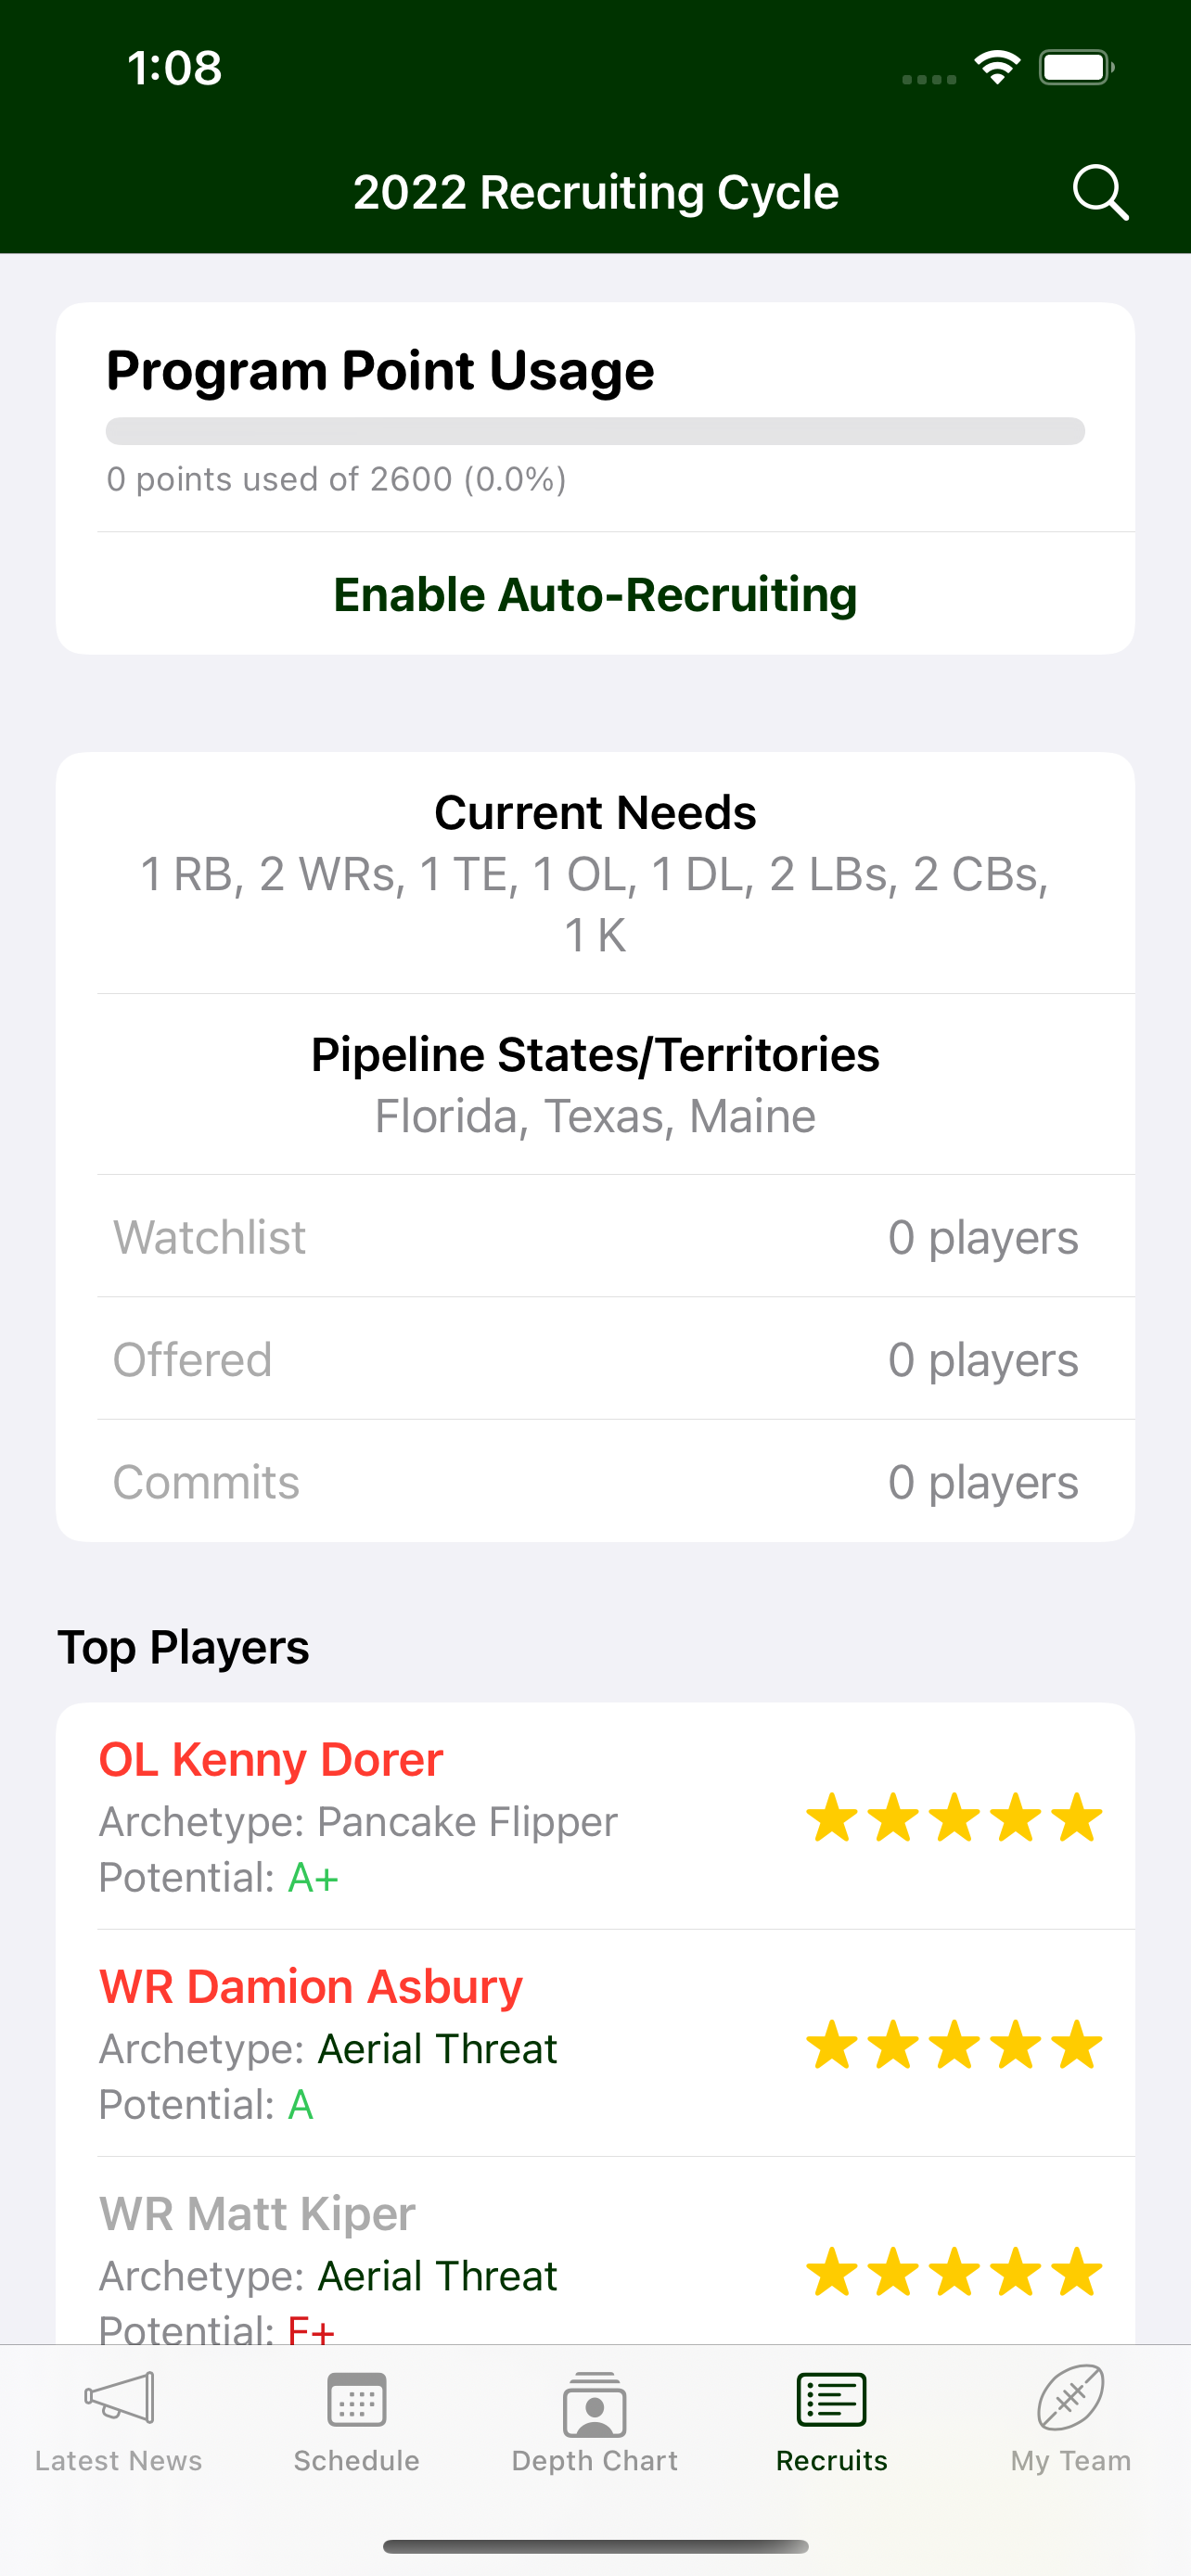 1:08
2022 Recruiting Cycle
Program Point Usage
0 points used of 2600 (0.0%)
Enable Auto-Recruiting
Current Needs
1 RB, 2 WRs, 1 TE, 1 OL, 1 DL, 2 LBs, 2 CBs,
1 K
Pipeline States/Territories
Florida, Texas, Maine
Watchlist 0 players
Offered 0 players
Commits 0 players
Top Players
OL Kenny Dorer
Archetype: Pancake Flipper
Potential: A+
WR Damion Asbury
Archetype: Aerial Threat
Potential: A
WR Matt Kiper
Archetype: Aerial Threat
Potential: F+
Latest News Schedule Depth Chart Recruits My Team